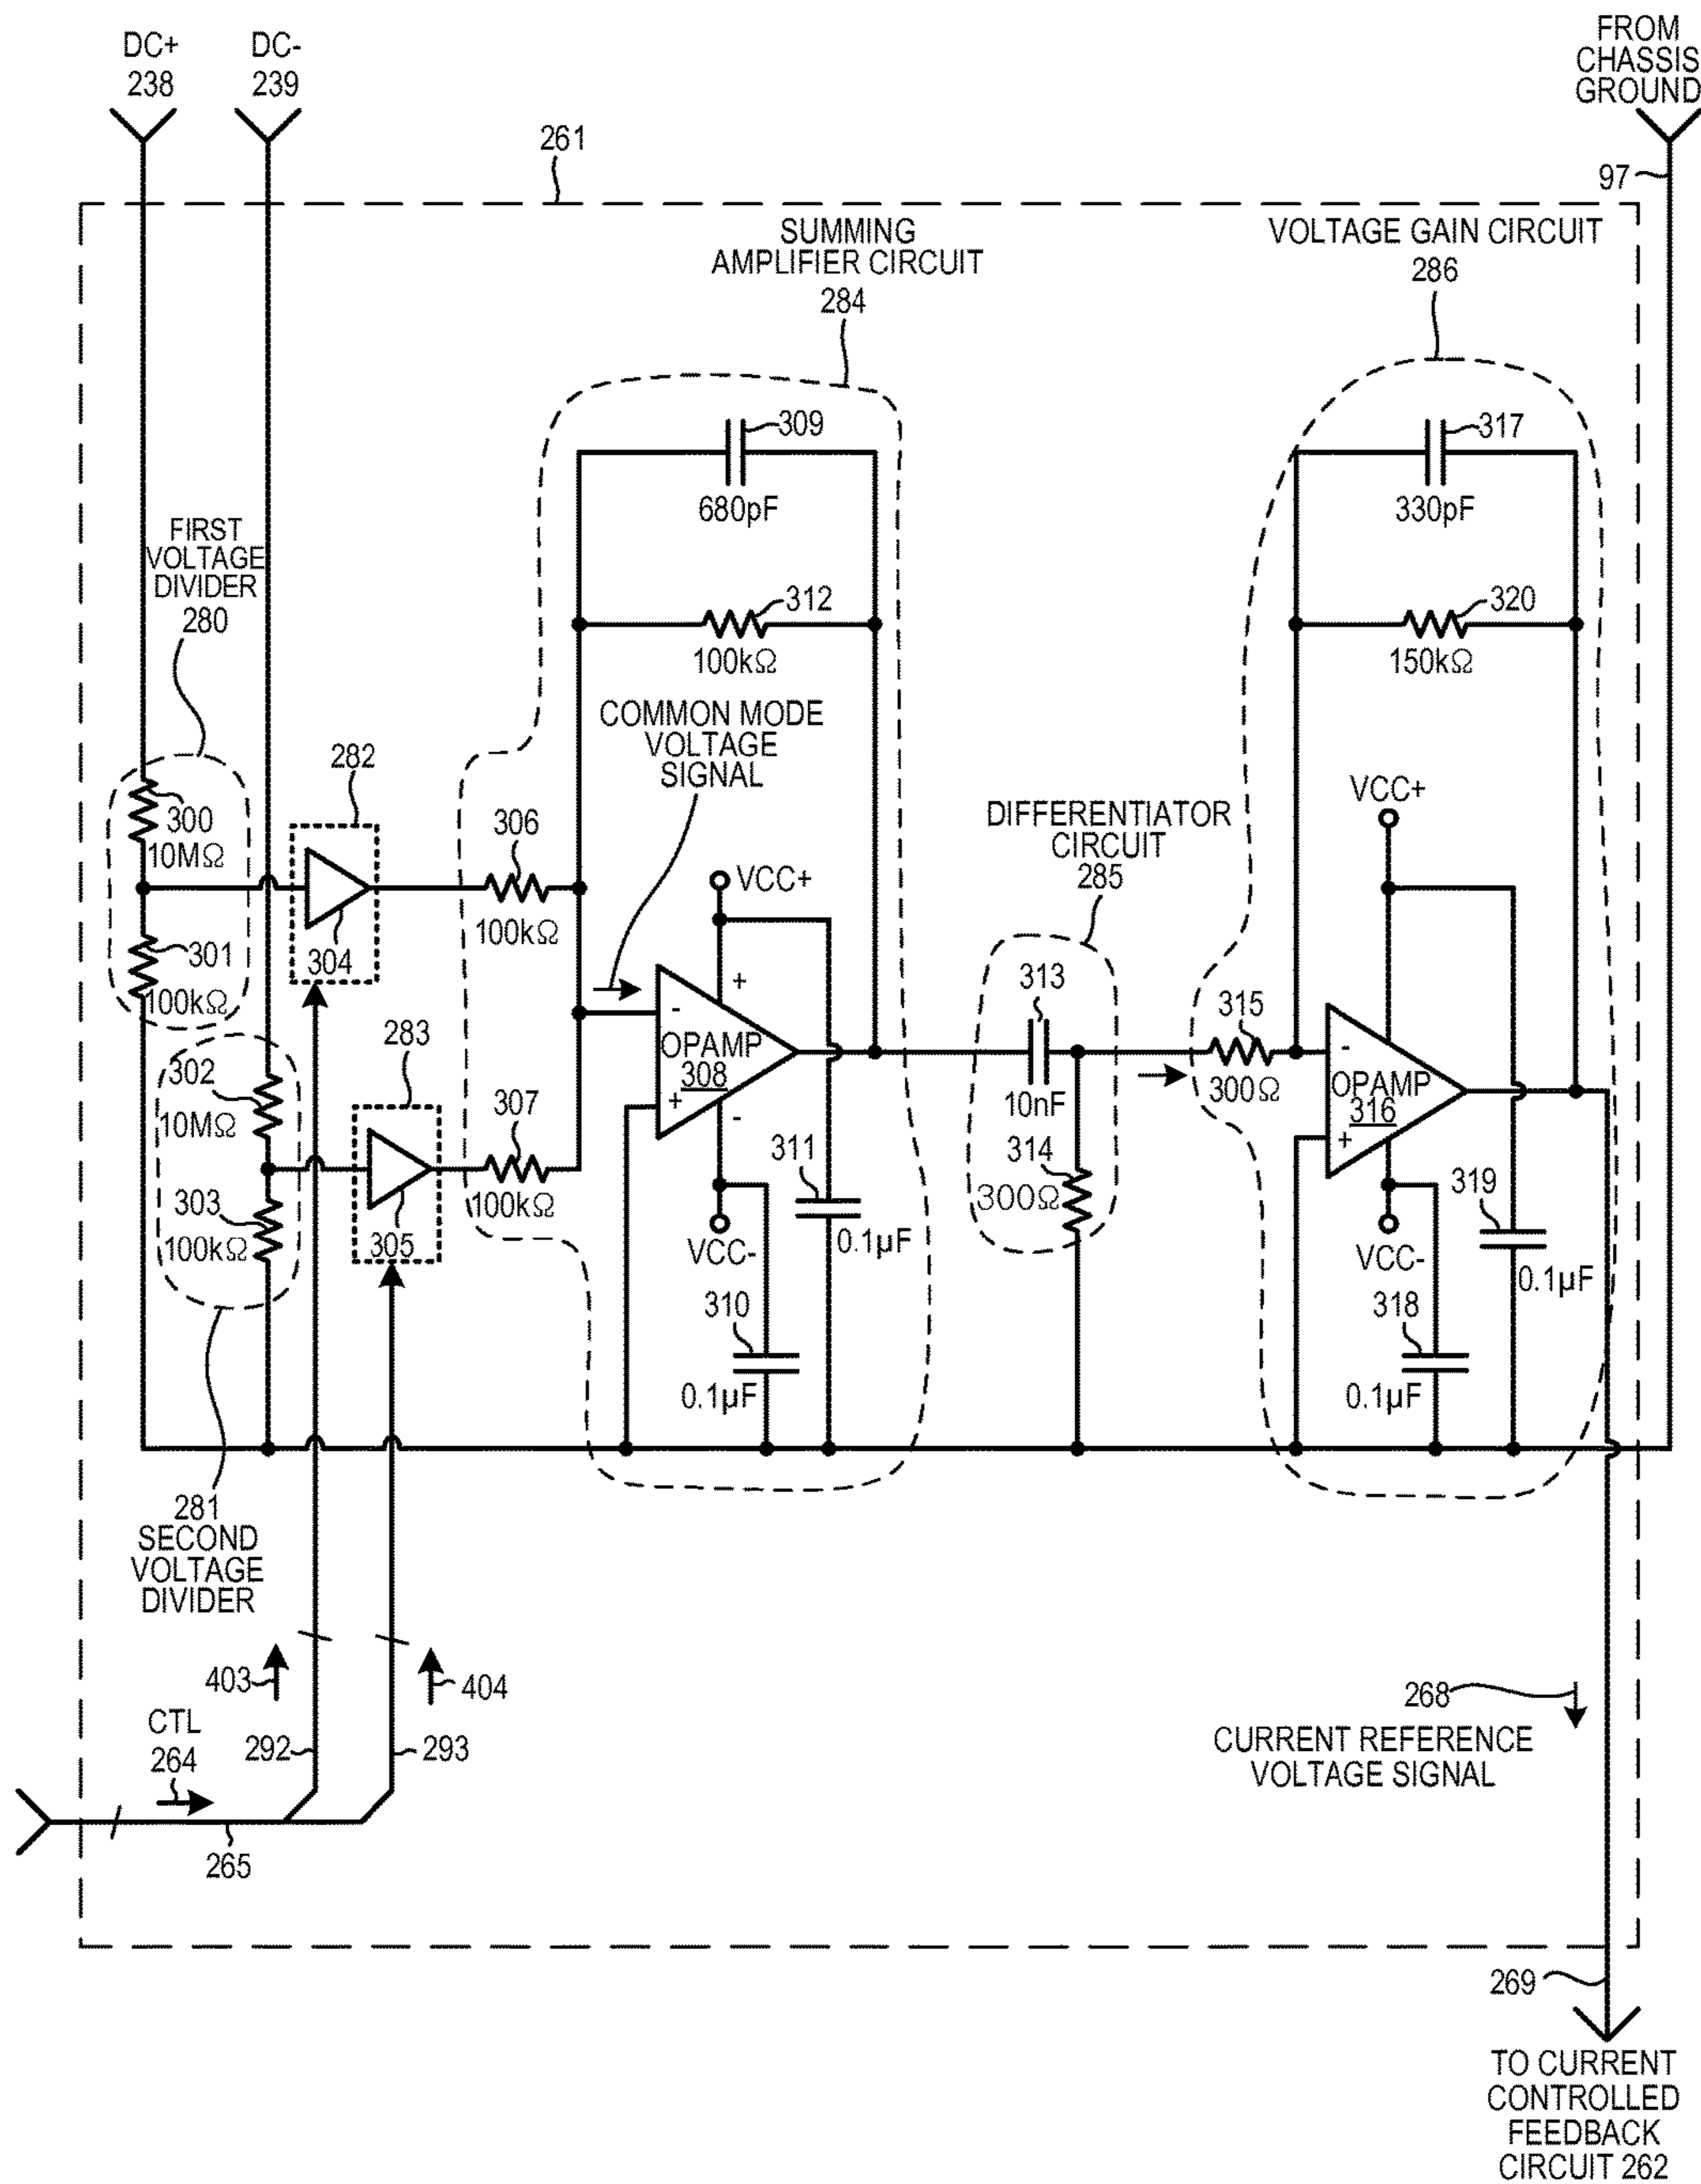 DC+
238
DC-
239
FROM
CHASSIS
GROUND
97
261
SUMMING
AMPLIFIER CIRCUIT
284
VOLTAGE GAIN CIRCUIT
286
309
680pF
317
330pF
FIRST
VOLTAGE
DIVIDER
280
312
100kΩ
320
150kΩ
COMMON MODE
VOLTAGE
SIGNAL
282
300
10MΩ
304
301
100kΩ
306
100kΩ
VCC+
+
-
OPAMP
308
+
-
VCC-
DIFFERENTIATOR
CIRCUIT
285
313
10nF
314
300Ω
315
300Ω
VCC+
-
OPAMP
316
+
VCC-
283
302
10MΩ
303
100kΩ
305
307
100kΩ
311
0.1µF
310
0.1µF
319
0.1µF
318
0.1µF
281
SECOND
VOLTAGE
DIVIDER
403
404
CTL
264
292
293
265
268
CURRENT REFERENCE
VOLTAGE SIGNAL
269
TO CURRENT
CONTROLLED
FEEDBACK
CIRCUIT 262